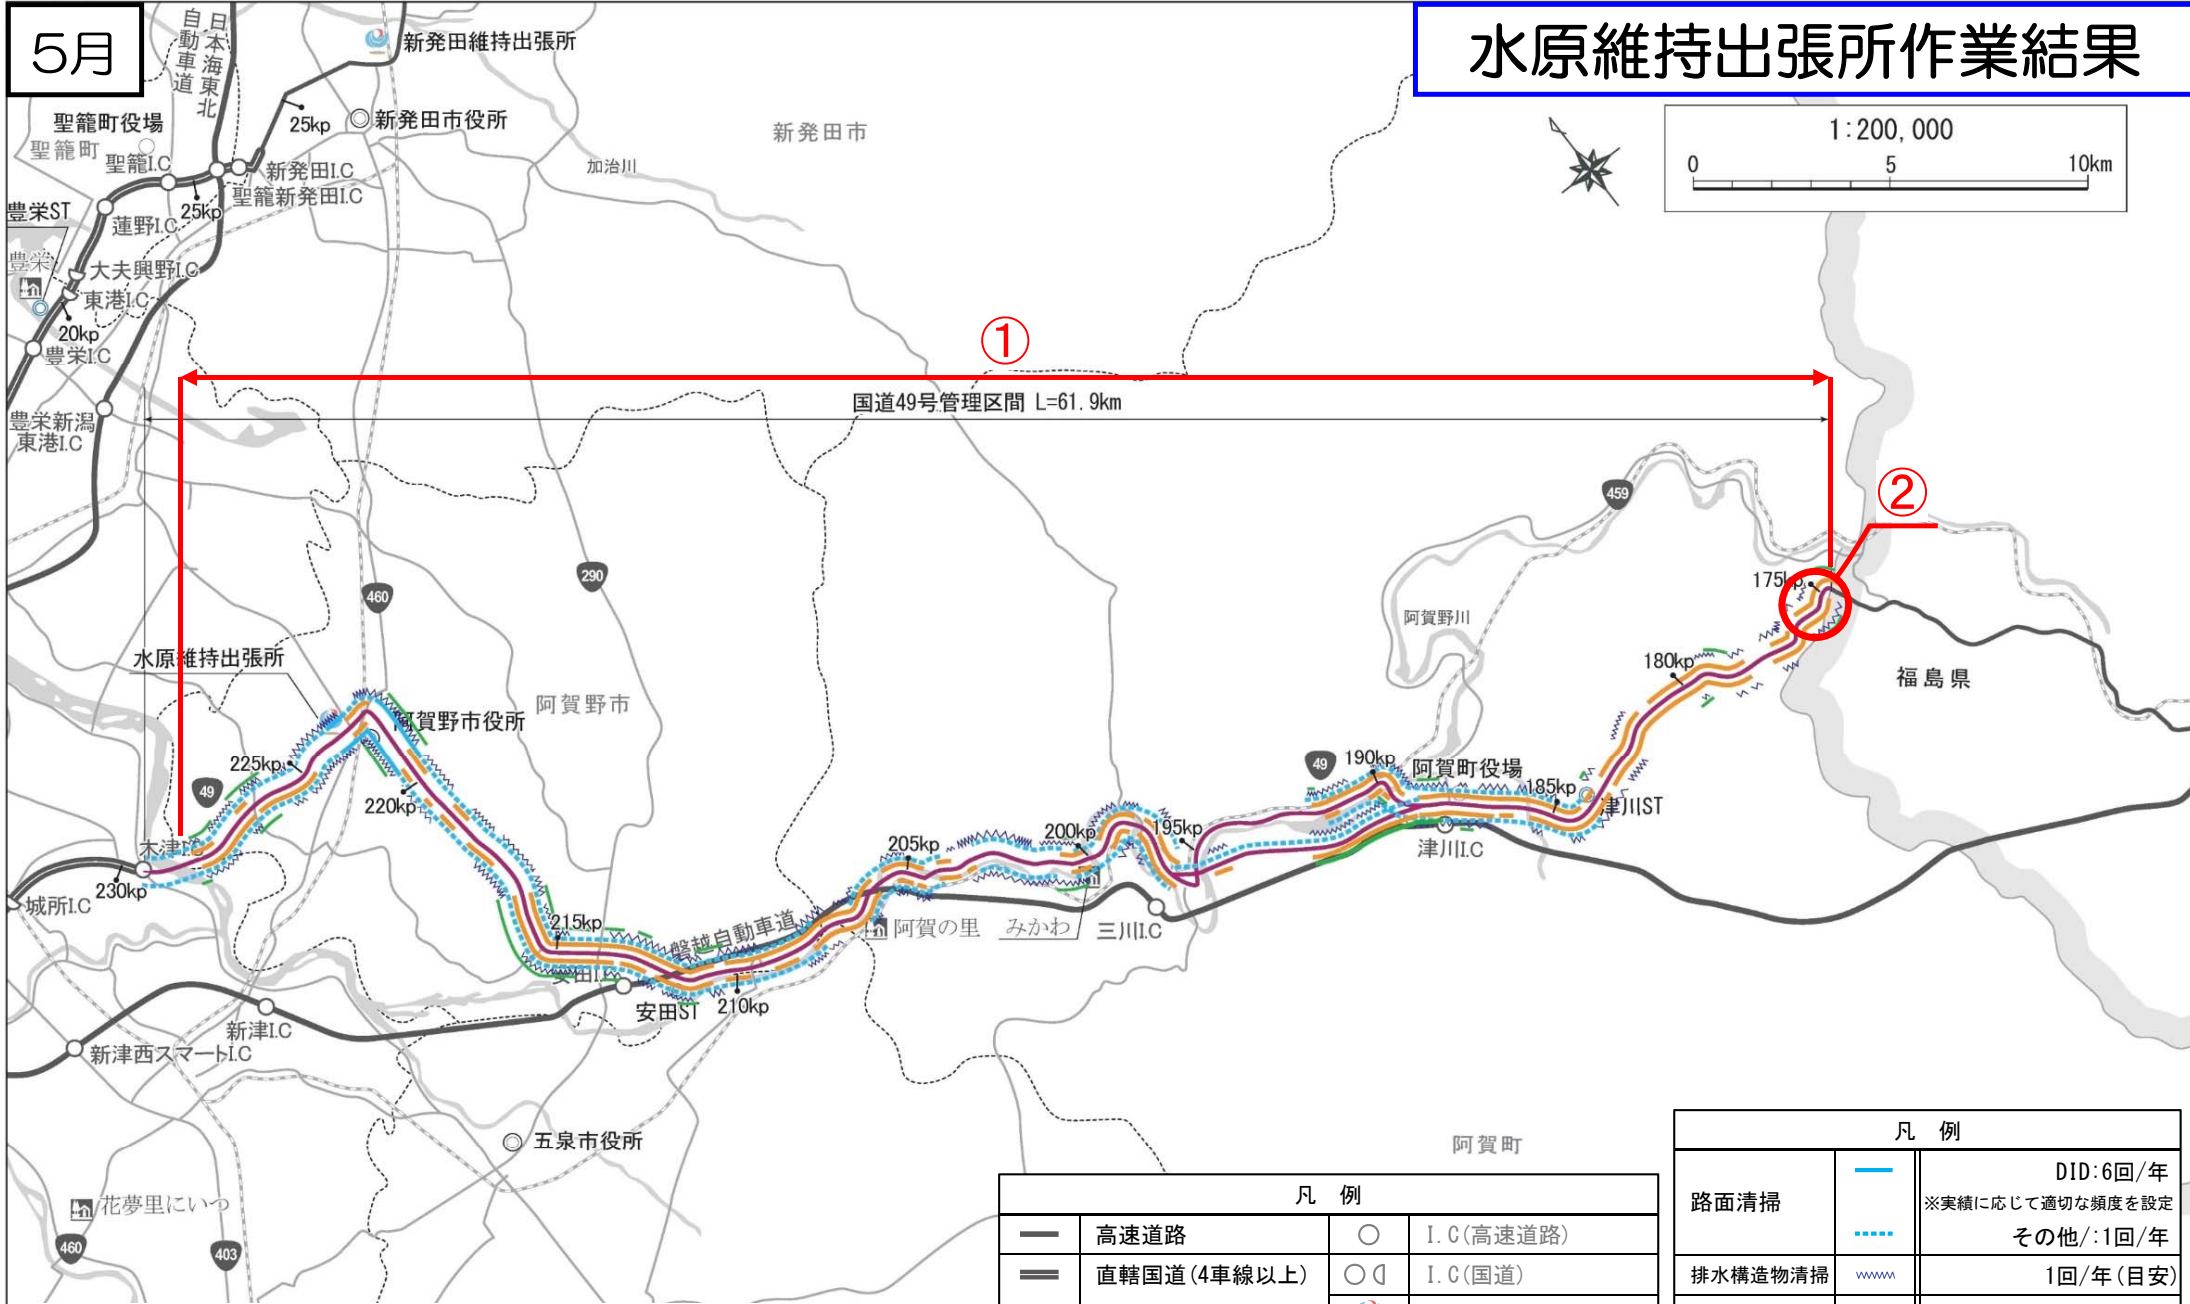 5月
水原維持出張所作業結果
日本海東北
自動車道
新発田維持出張所
25kp
新発田市役所
新発田市
加治川
1:200,000
0 5 10km
聖籠町役場
聖籠町
聖籠I.C
新発田I.C
聖籠新発田I.C
25kp
豊栄ST
蓮野I.C
豊栄
大夫興野I.C
東港I.C
20kp
豊栄I.C
豊栄新潟
東港I.C
①
国道49号管理区間 L=61.9km
②
459
290
460
175kp
阿賀野川
180kp
福島県
水原維持出張所
阿賀野市
阿賀野市役所
225kp
49
220kp
49
190kp
阿賀町役場
185kp
津川ST
津川I.C
木津I.C
230kp
城所I.C
205kp
200kp
195kp
215kp
磐越自動車道
阿賀の里
みかわ
三川I.C
安田I.C
安田ST
210kp
新津I.C
新津西スマートI.C
五泉市役所
阿賀町
花夢里にいつ
460
403
凡 例
高速道路
I.C(高速道路)
直轄国道(4車線以上)
I.C(国道)
凡 例
路面清掃
DID:6回/年
※実績に応じて適切な頻度を設定
その他/:1回/年
排水構造物清掃
1回/年(目安)